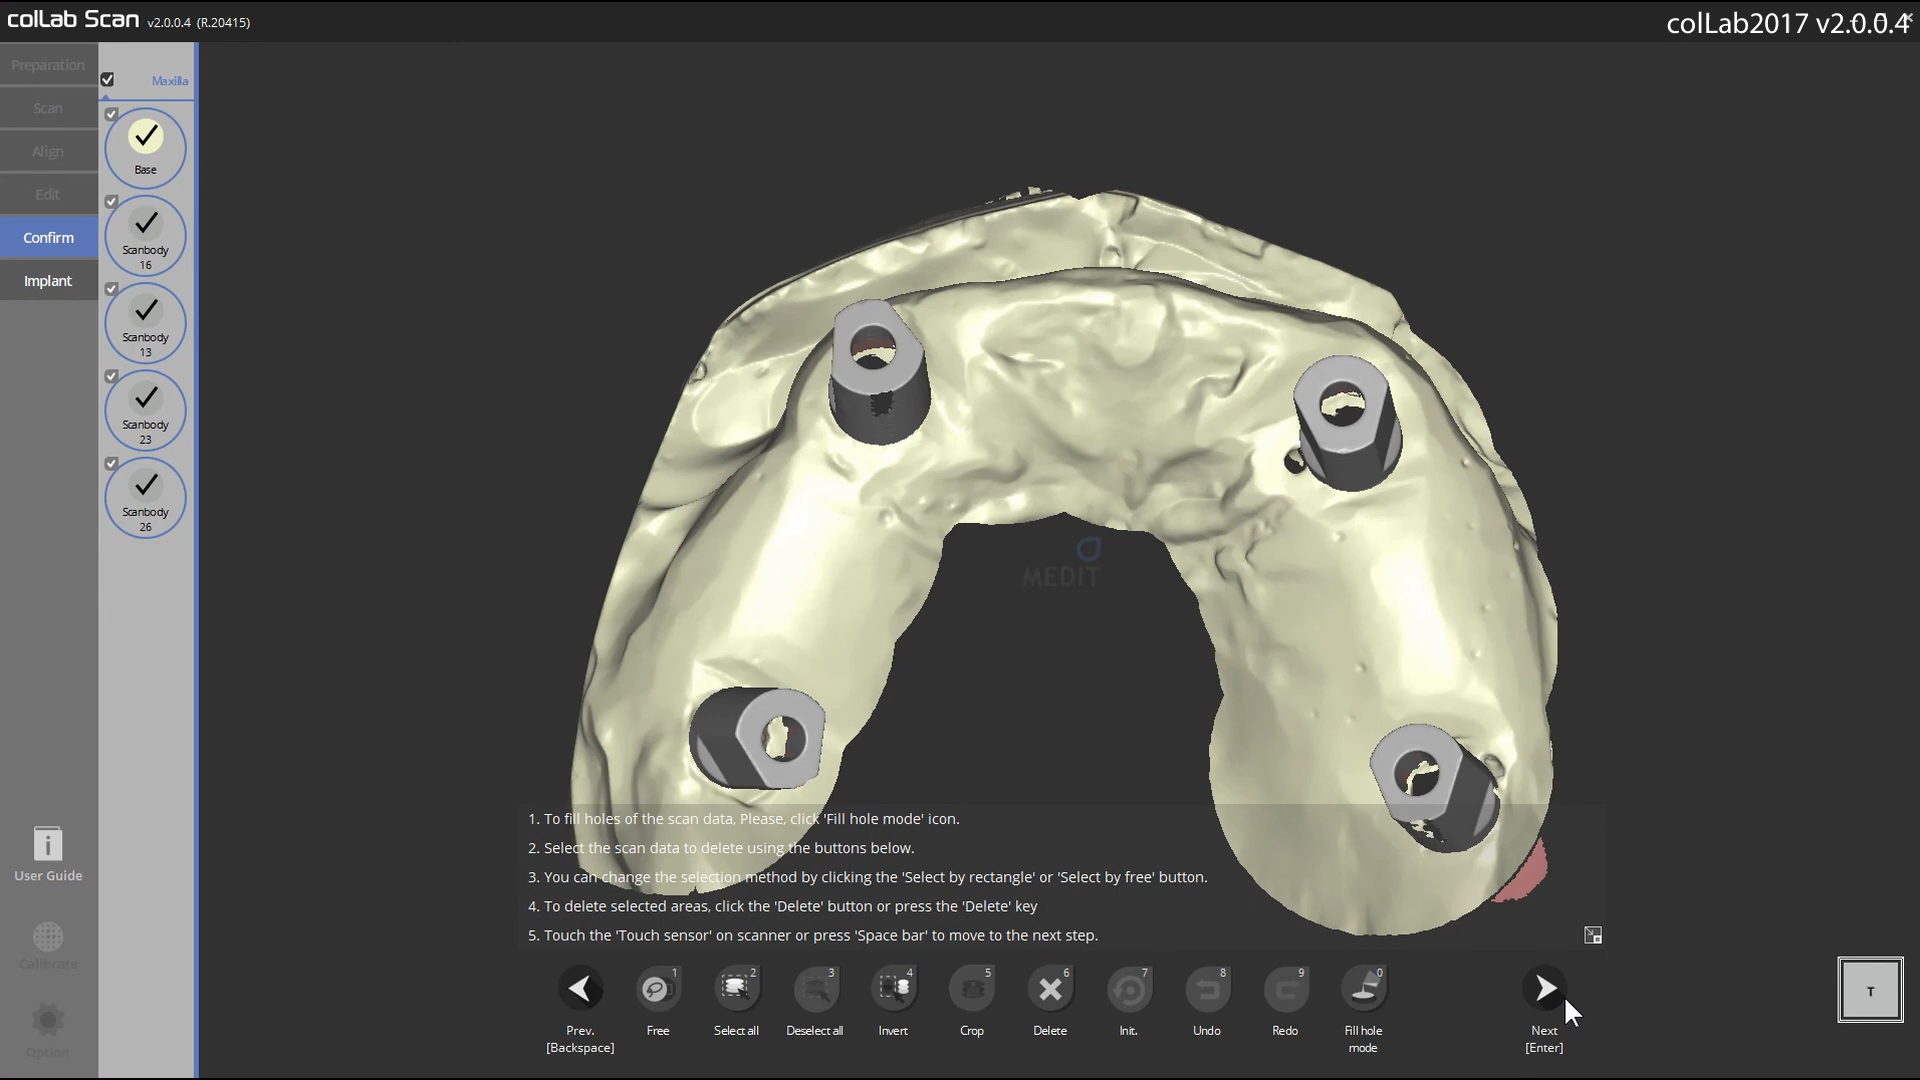 colLab Scan v2.0.0.4 (R.20415)
colLab2017 v2.0.0.4
Preparation
Scan
Align
Edit
Confirm
Implant
Maxilla
Base
Scanbody
16
Scanbody
13
Scanbody
23
Scanbody
26
MEDIT
1. To fill holes of the scan data, Please, click 'Fill hole mode' icon.
2. Select the scan data to delete using the buttons below.
3. You can change the selection method by clicking the 'Select by rectangle' or 'Select by free' button.
4. To delete selected areas, click the 'Delete' button or press the 'Delete' key
5. Touch the 'Touch sensor' on scanner or press 'Space bar' to move to the next step.
User Guide
Calibrate
Option
1 2 3 4 5 6 7 8 9 0
Prev. Free Select all Deselect all Invert Crop Delete Init. Undo Redo Fill hole Next
[Backspace] mode [Enter]
T